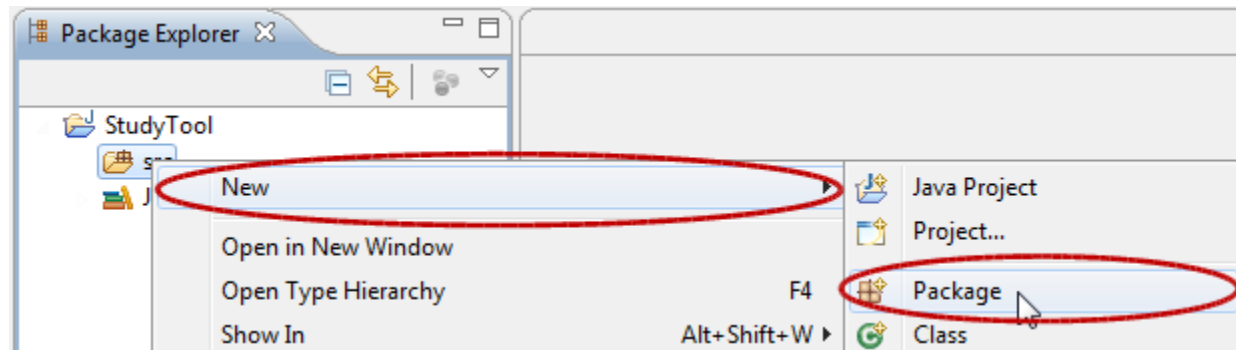 Package Explorer
StudyTool
src
J
New
Java Project
Project...
Open in New Window
Open Type Hierarchy F4
Package
Show In Alt+Shift+W
Class